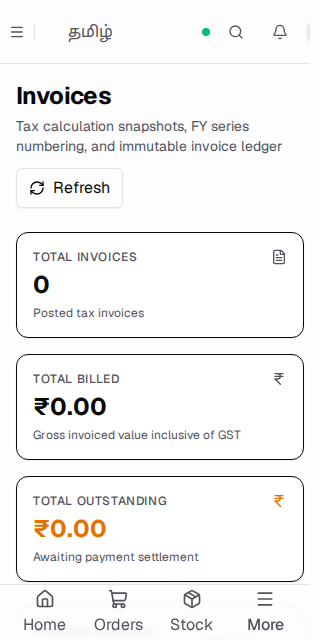 தமிழ்
Invoices
Tax calculation snapshots, FY series
numbering, and immutable invoice ledger
Refresh
TOTAL INVOICES
0
Posted tax invoices
TOTAL BILLED
₹
₹0.00
Gross invoiced value inclusive of GST
TOTAL OUTSTANDING
₹
₹0.00
Awaiting payment settlement
Home Orders Stock More